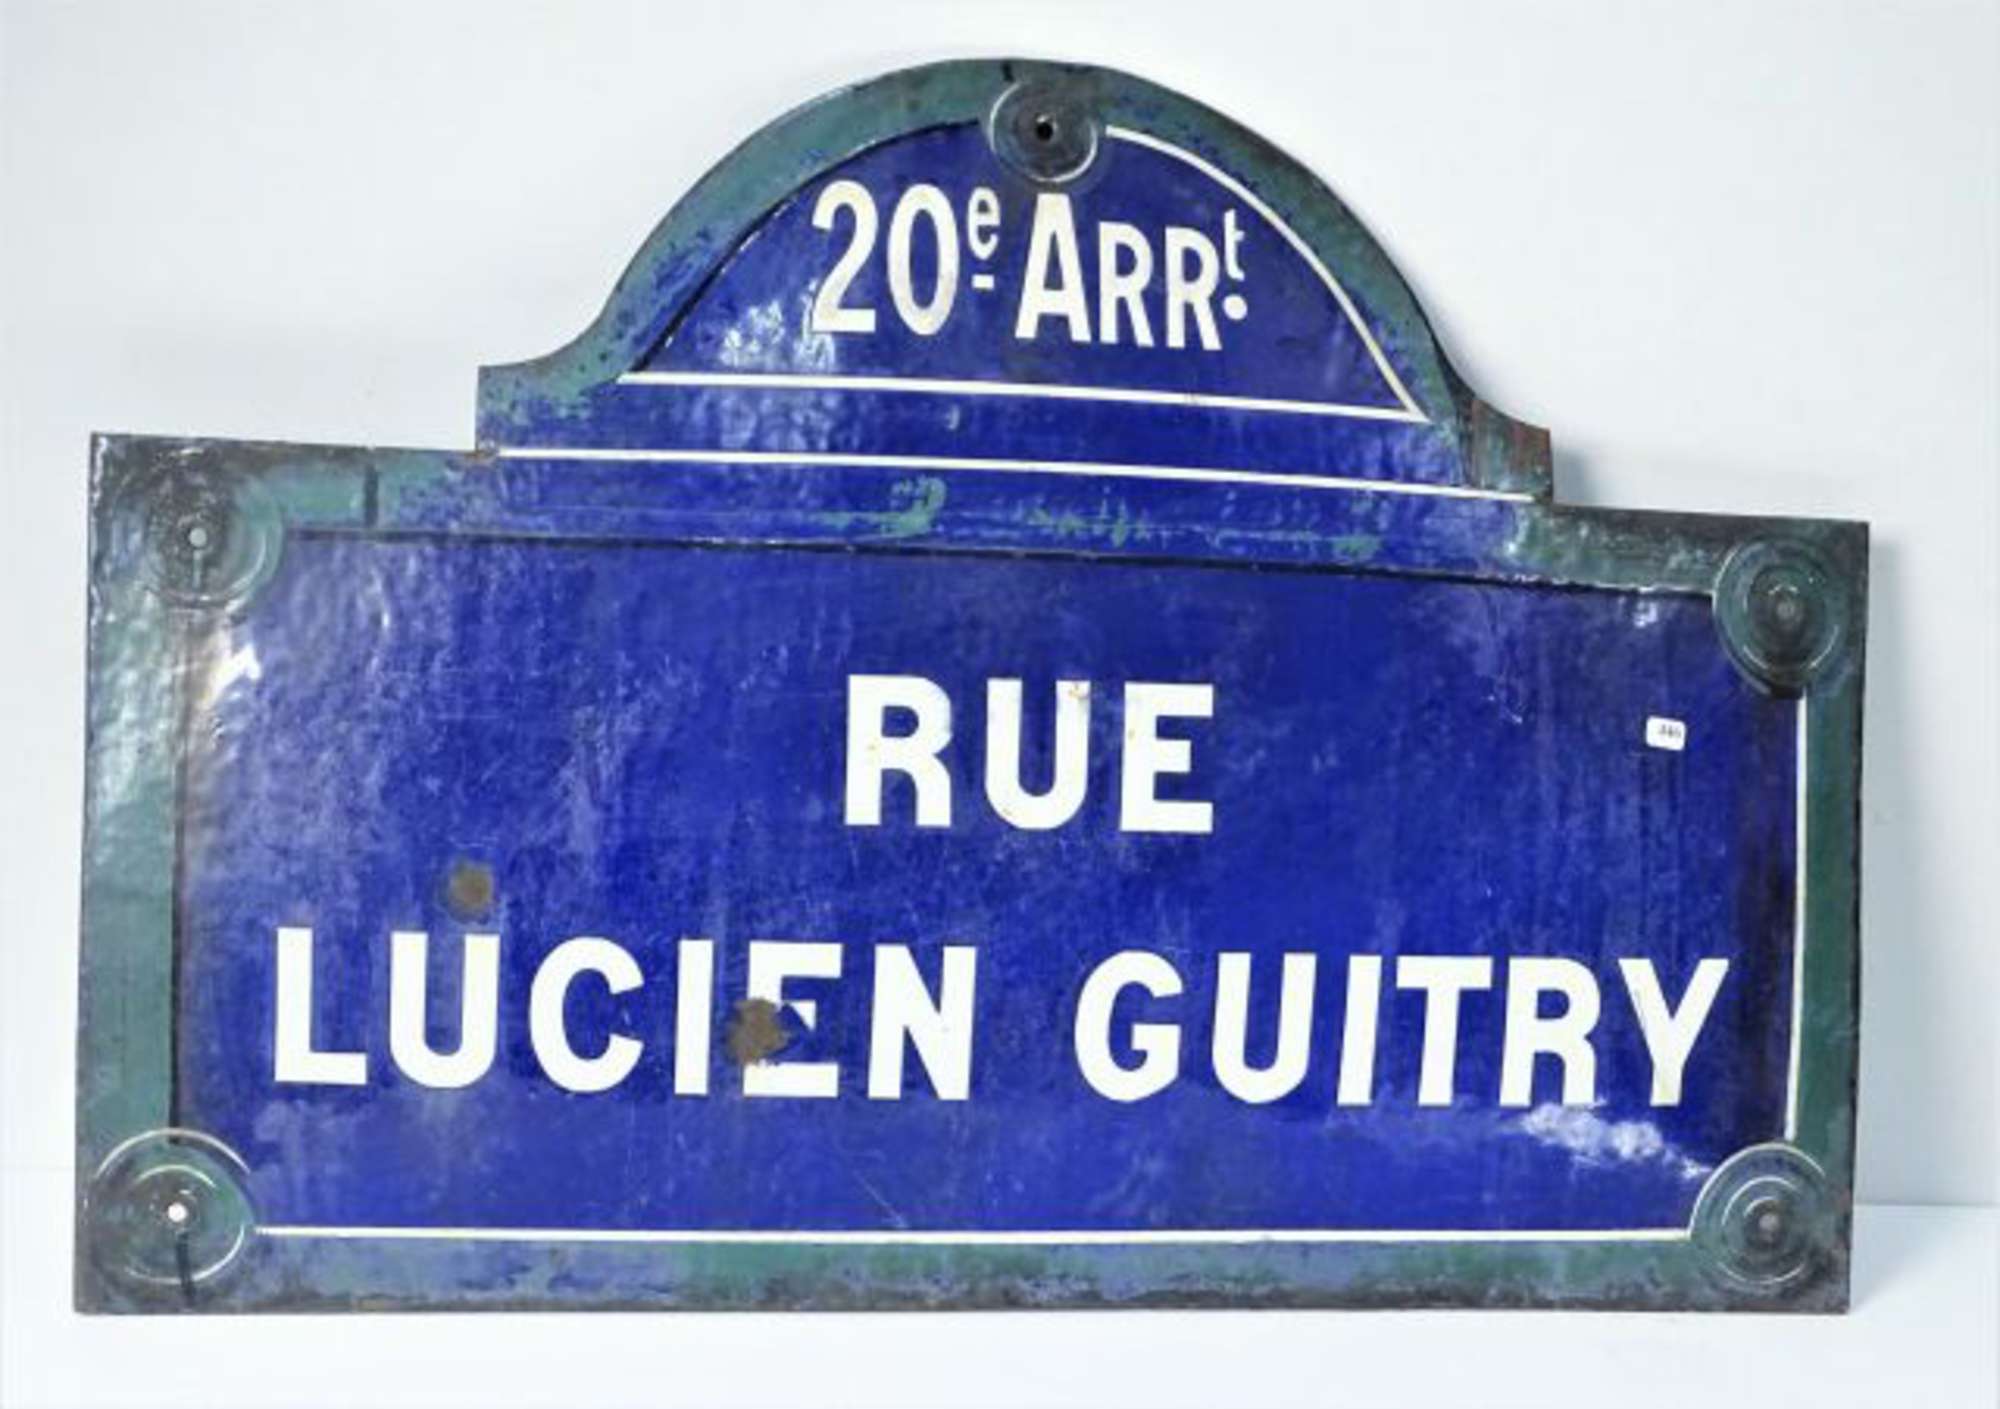 20e ARRt.
RUE
LUCIEN GUITRY